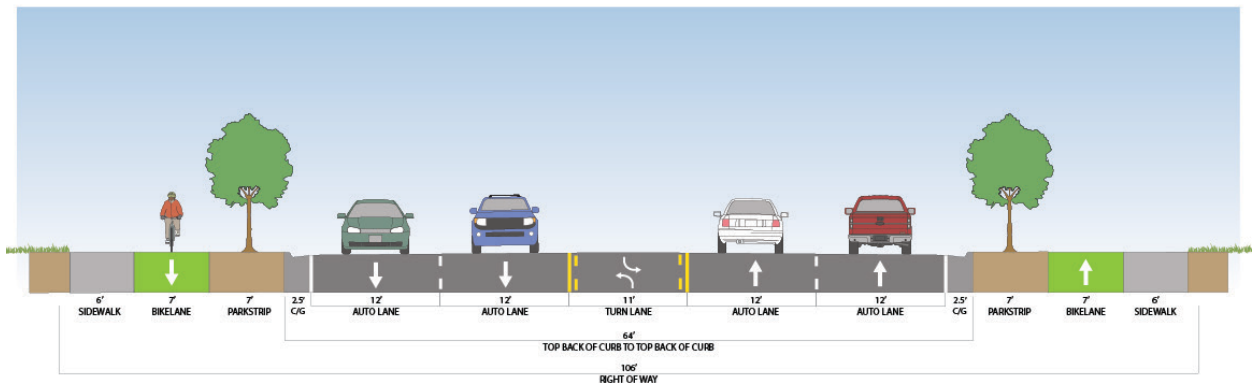 6' 7' 7' 2.5' 12' 12' 11' 12' 12' 2.5' 7' 7' 6'
SIDEWALK BIKELANE PARKSTRIP C/G AUTO LANE AUTO LANE TURN LANE AUTO LANE AUTO LANE C/G PARKSTRIP BIKELANE SIDEWALK
64'
TOP BACK OF CURB TO TOP BACK OF CURB
106'
RIGHT OF WAY